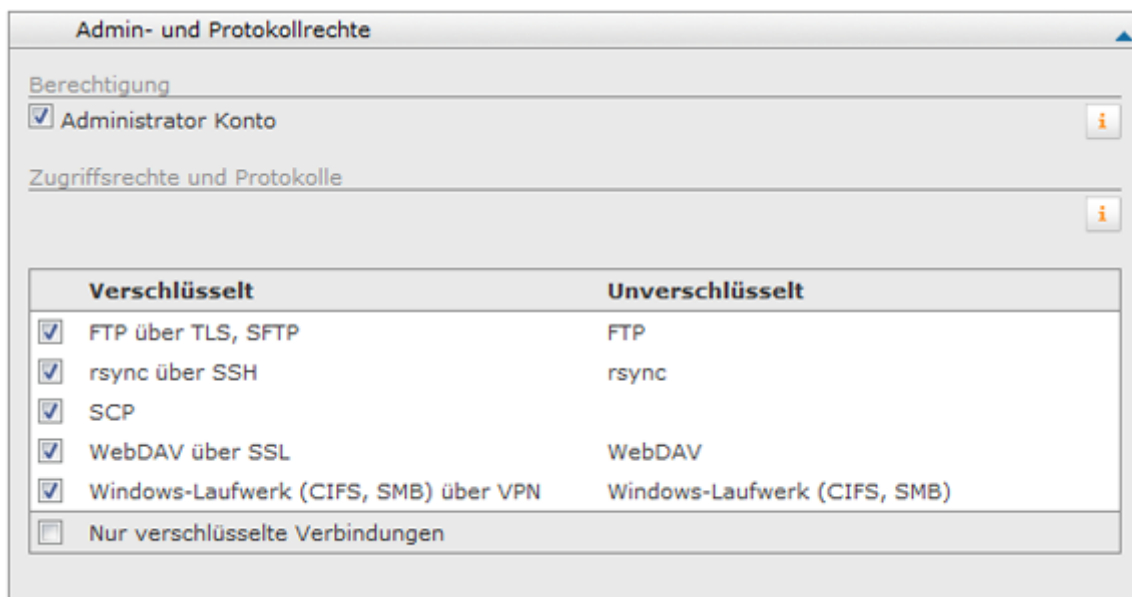 Admin- und Protokollrechte
Berechtigung
Administrator Konto
i
Zugriffsrechte und Protokolle
i
Verschlüsselt Unverschlüsselt
FTP über TLS, SFTP FTP
rsync über SSH rsync
SCP
WebDAV über SSL WebDAV
Windows-Laufwerk (CIFS, SMB) über VPN Windows-Laufwerk (CIFS, SMB)
Nur verschlüsselte Verbindungen